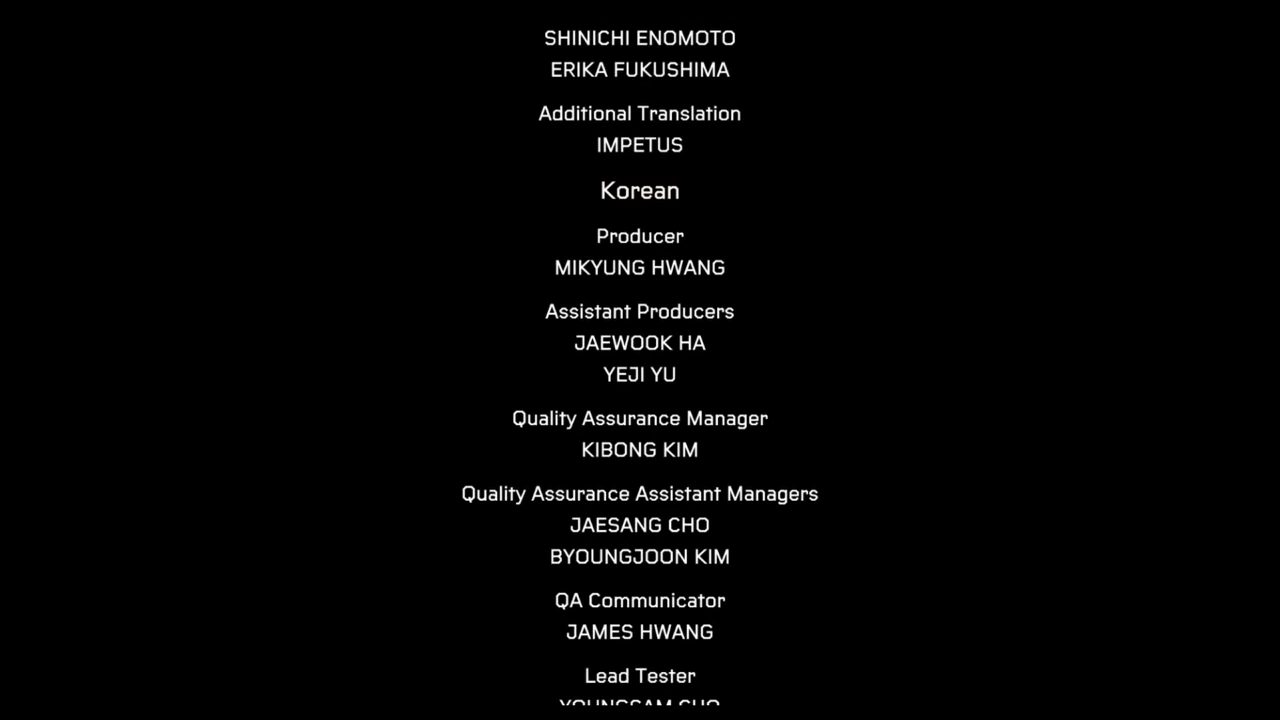 SHINICHI ENOMOTO
ERIKA FUKUSHIMA
Additional Translation
IMPETUS
Korean
Producer
MIKYUNG HWANG
Assistant Producers
JAEWOOK HA
YEJI YU
Quality Assurance Manager
KIBONG KIM
Quality Assurance Assistant Managers
JAESANG CHO
BYOUNGJOON KIM
QA Communicator
JAMES HWANG
Lead Tester